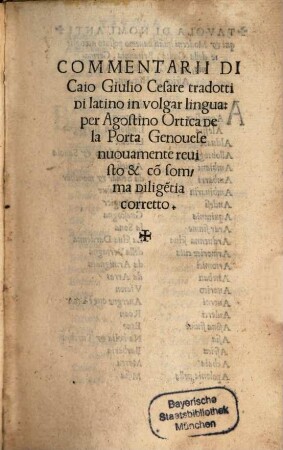 COMMENTARII DI
Caio Giulio Cesare tradotti
di latino in volgar lingua:
per Agostino Ortica de
la Porta Genouese
nuouamente reui
sto & cõ som/
ma diligẽtia
corretto.
Bayerische
Staatsbibliothek
München